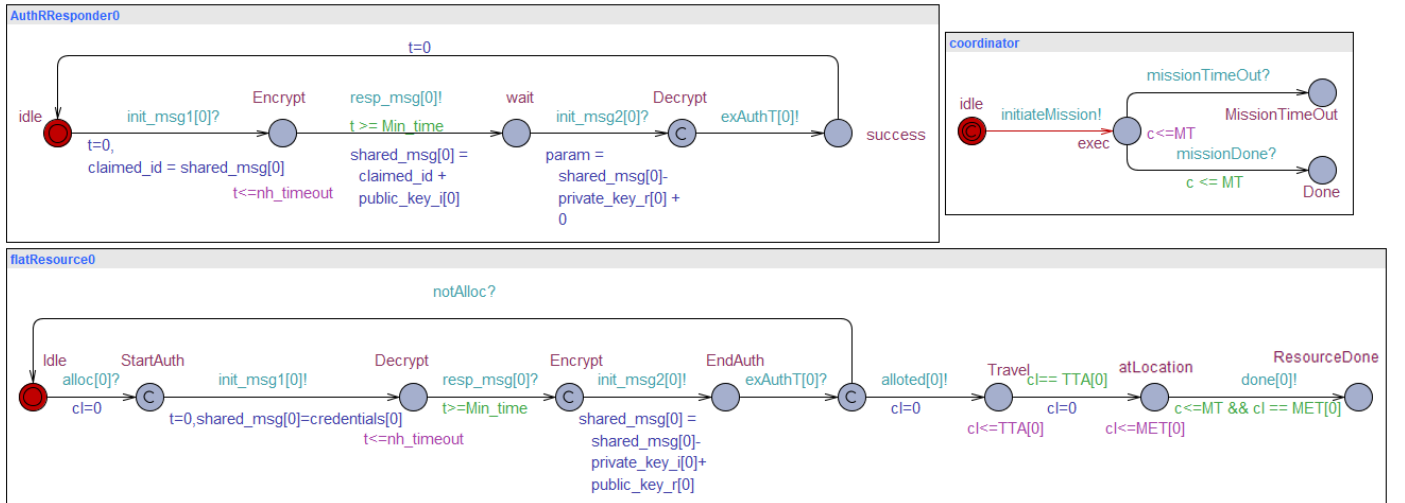 AuthRResponder0
t=0
idle
init_msg1[0]?
t=0,
claimed_id = shared_msg[0]
Encrypt
t<=nh_timeout
resp_msg[0]!
t >= Min_time
shared_msg[0] =
claimed_id +
public_key_i[0]
wait
init_msg2[0]?
param =
shared_msg[0]-
private_key_r[0] +
0
Decrypt
C
exAuthT[0]!
success
coordinator
idle
C
initiateMission!
exec
c<=MT
missionTimeOut?
MissionTimeOut
missionDone?
c <= MT
Done
flatResource0
notAlloc?
Idle
alloc[0]?
cl=0
StartAuth
C
init_msg1[0]!
t=0,shared_msg[0]=credentials[0]
Decrypt
C
t<=nh_timeout
resp_msg[0]?
t>=Min_time
Encrypt
C
init_msg2[0]!
shared_msg[0] =
shared_msg[0]-
private_key_i[0]+
public_key_r[0]
EndAuth
exAuthT[0]?
C
alloted[0]!
cl=0
Travel
cl<=TTA[0]
cl== TTA[0]
cl=0
atLocation
cl<=MET[0]
done[0]!
c<=MT && cl == MET[0]
ResourceDone